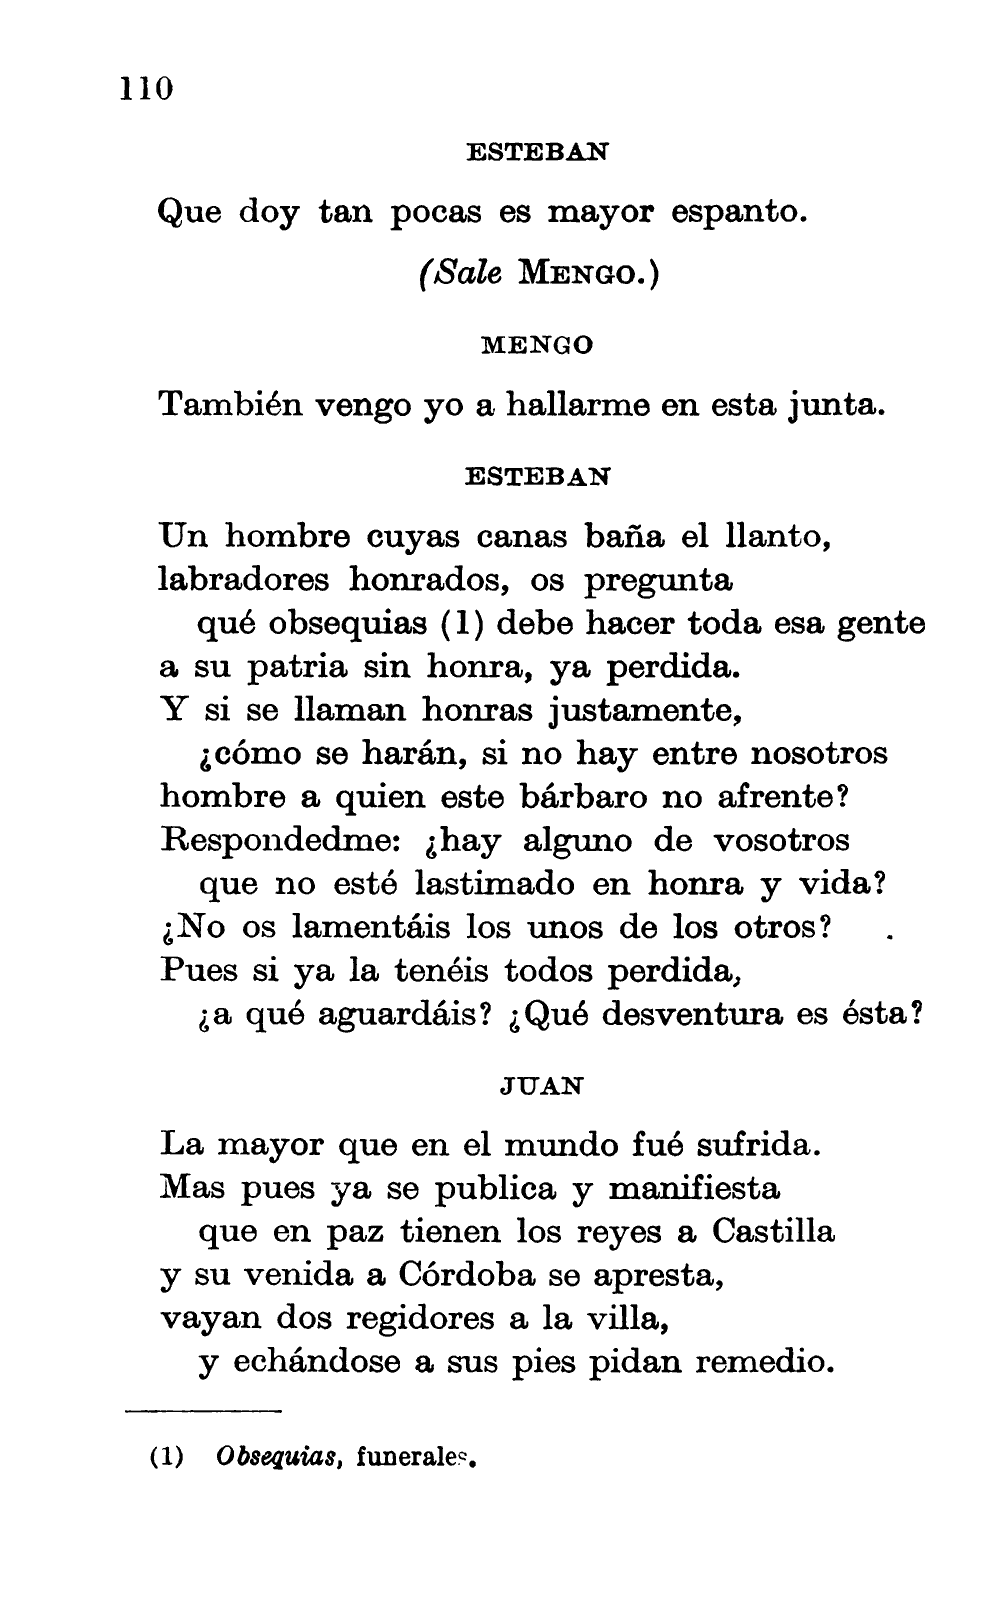 110
ESTEBAN
Que doy tan pocas es mayor espanto.
(Sale MENGO.)
MENGO
También vengo yo a hallarme en esta junta.
ESTEBAN
Un hombre cuyas canas baña el llanto,
labradores honrados, os pregunta
qué obsequias (1) debe hacer toda esa gente
a su patria sin honra, ya perdida.
Y si se llaman honras justamente,
¿cómo se harán, si no hay entre nosotros
hombre a quien este bárbaro no afrente?
Respondedme: ¿hay alguno de vosotros
que no esté lastimado en honra y vida?
¿No os lamentáis los unos de los otros?
Pues si ya la tenéis todos perdida,
¿a qué aguardáis? ¿Qué desventura es ésta?
JUAN
La mayor que en el mundo fué sufrida.
Mas pues ya se publica y manifiesta
que en paz tienen los reyes a Castilla
y su venida a Córdoba se apresta,
vayan dos regidores a la villa,
y echándose a sus pies pidan remedio.
(1) Obsequias, funerales.